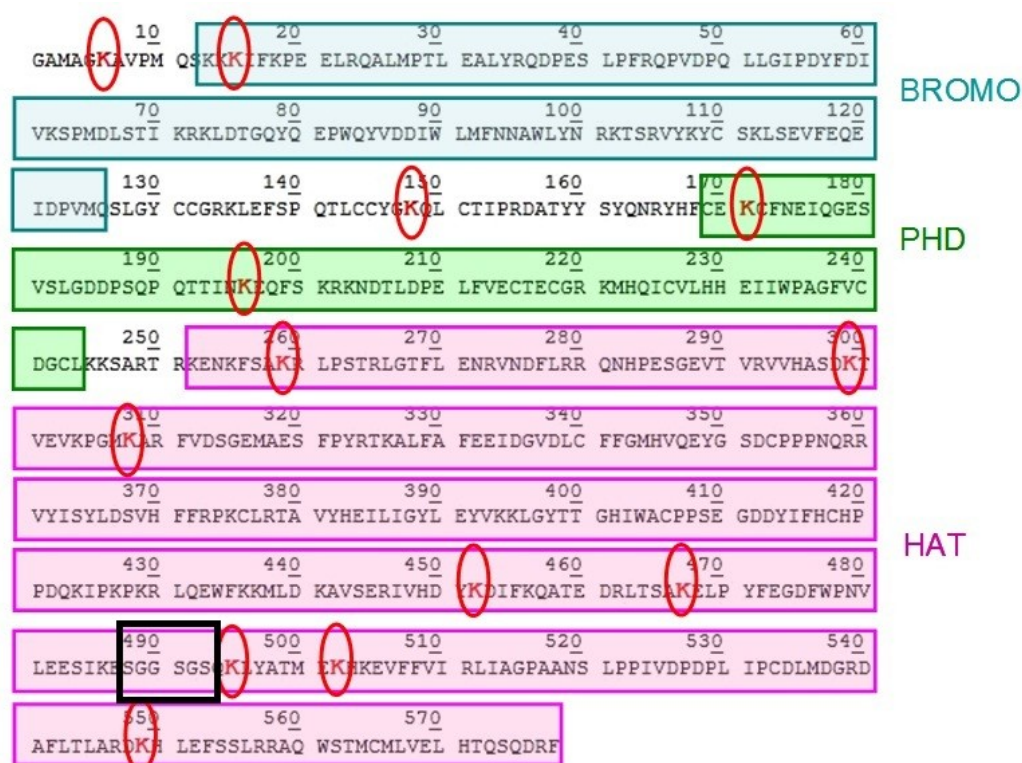 10 20 30 40 50 60
GAMAGKAVPM QSKKKIFKPE ELRQALMPTL EALYRQDPES LPFRQPVDPQ LLGIPDYFDI
BROMO
70 80 90 100 110 120
VKSPMDLSTI KRKLDTGQYQ EPWQYVDDIW LMFNNAWLYN RKTSRVYKYC SKLSEVFEQE
130 140 150 160 170 180
IDPVMQSLGY CCGRKLEFSP QTLCCYGKQL CTIPRDATYY SYQNRYHFCE KCFNEIQGES
PHD
190 200 210 220 230 240
VSLGDDPSQP QTTINKEQFS KRKNDTLDPE LFVECTECGR KMHQICVLHH EIIWPAGFVC
250 260 270 280 290 300
DGCLKKSART RKENKFSAKR LPSTRLGTFL ENRVNDFLRR QNHPESGEVT VRVVHASDKT
310 320 330 340 350 360
VEVKPGMKAR FVDSGEMAES FPYRTKALFA FEEIDGVDLC FFGMHVQEYG SDCPPPNQRR
370 380 390 400 410 420
VYISYLDSVH FFRPKCLRTA VYHEILIGYL EYVKKLGYTT GHIWACPPSE GDDYIFHCHP
HAT
430 440 450 460 470 480
PDQKIPKPKR LQEWFKKMLD KAVSERIVHD YKDIFKQATE DRLTSAKELP YFEGDFWPNV
490 500 510 520 530 540
LEESIKESGG SGSQKLYATM EKHKEVFFVI RLIAGPAANS LPPIVDPDPL IPCDLMDGRD
550 560 570
AFLTLARDKH LEFSSLRRAQ WSTMCMLVEL HTQSQDRF